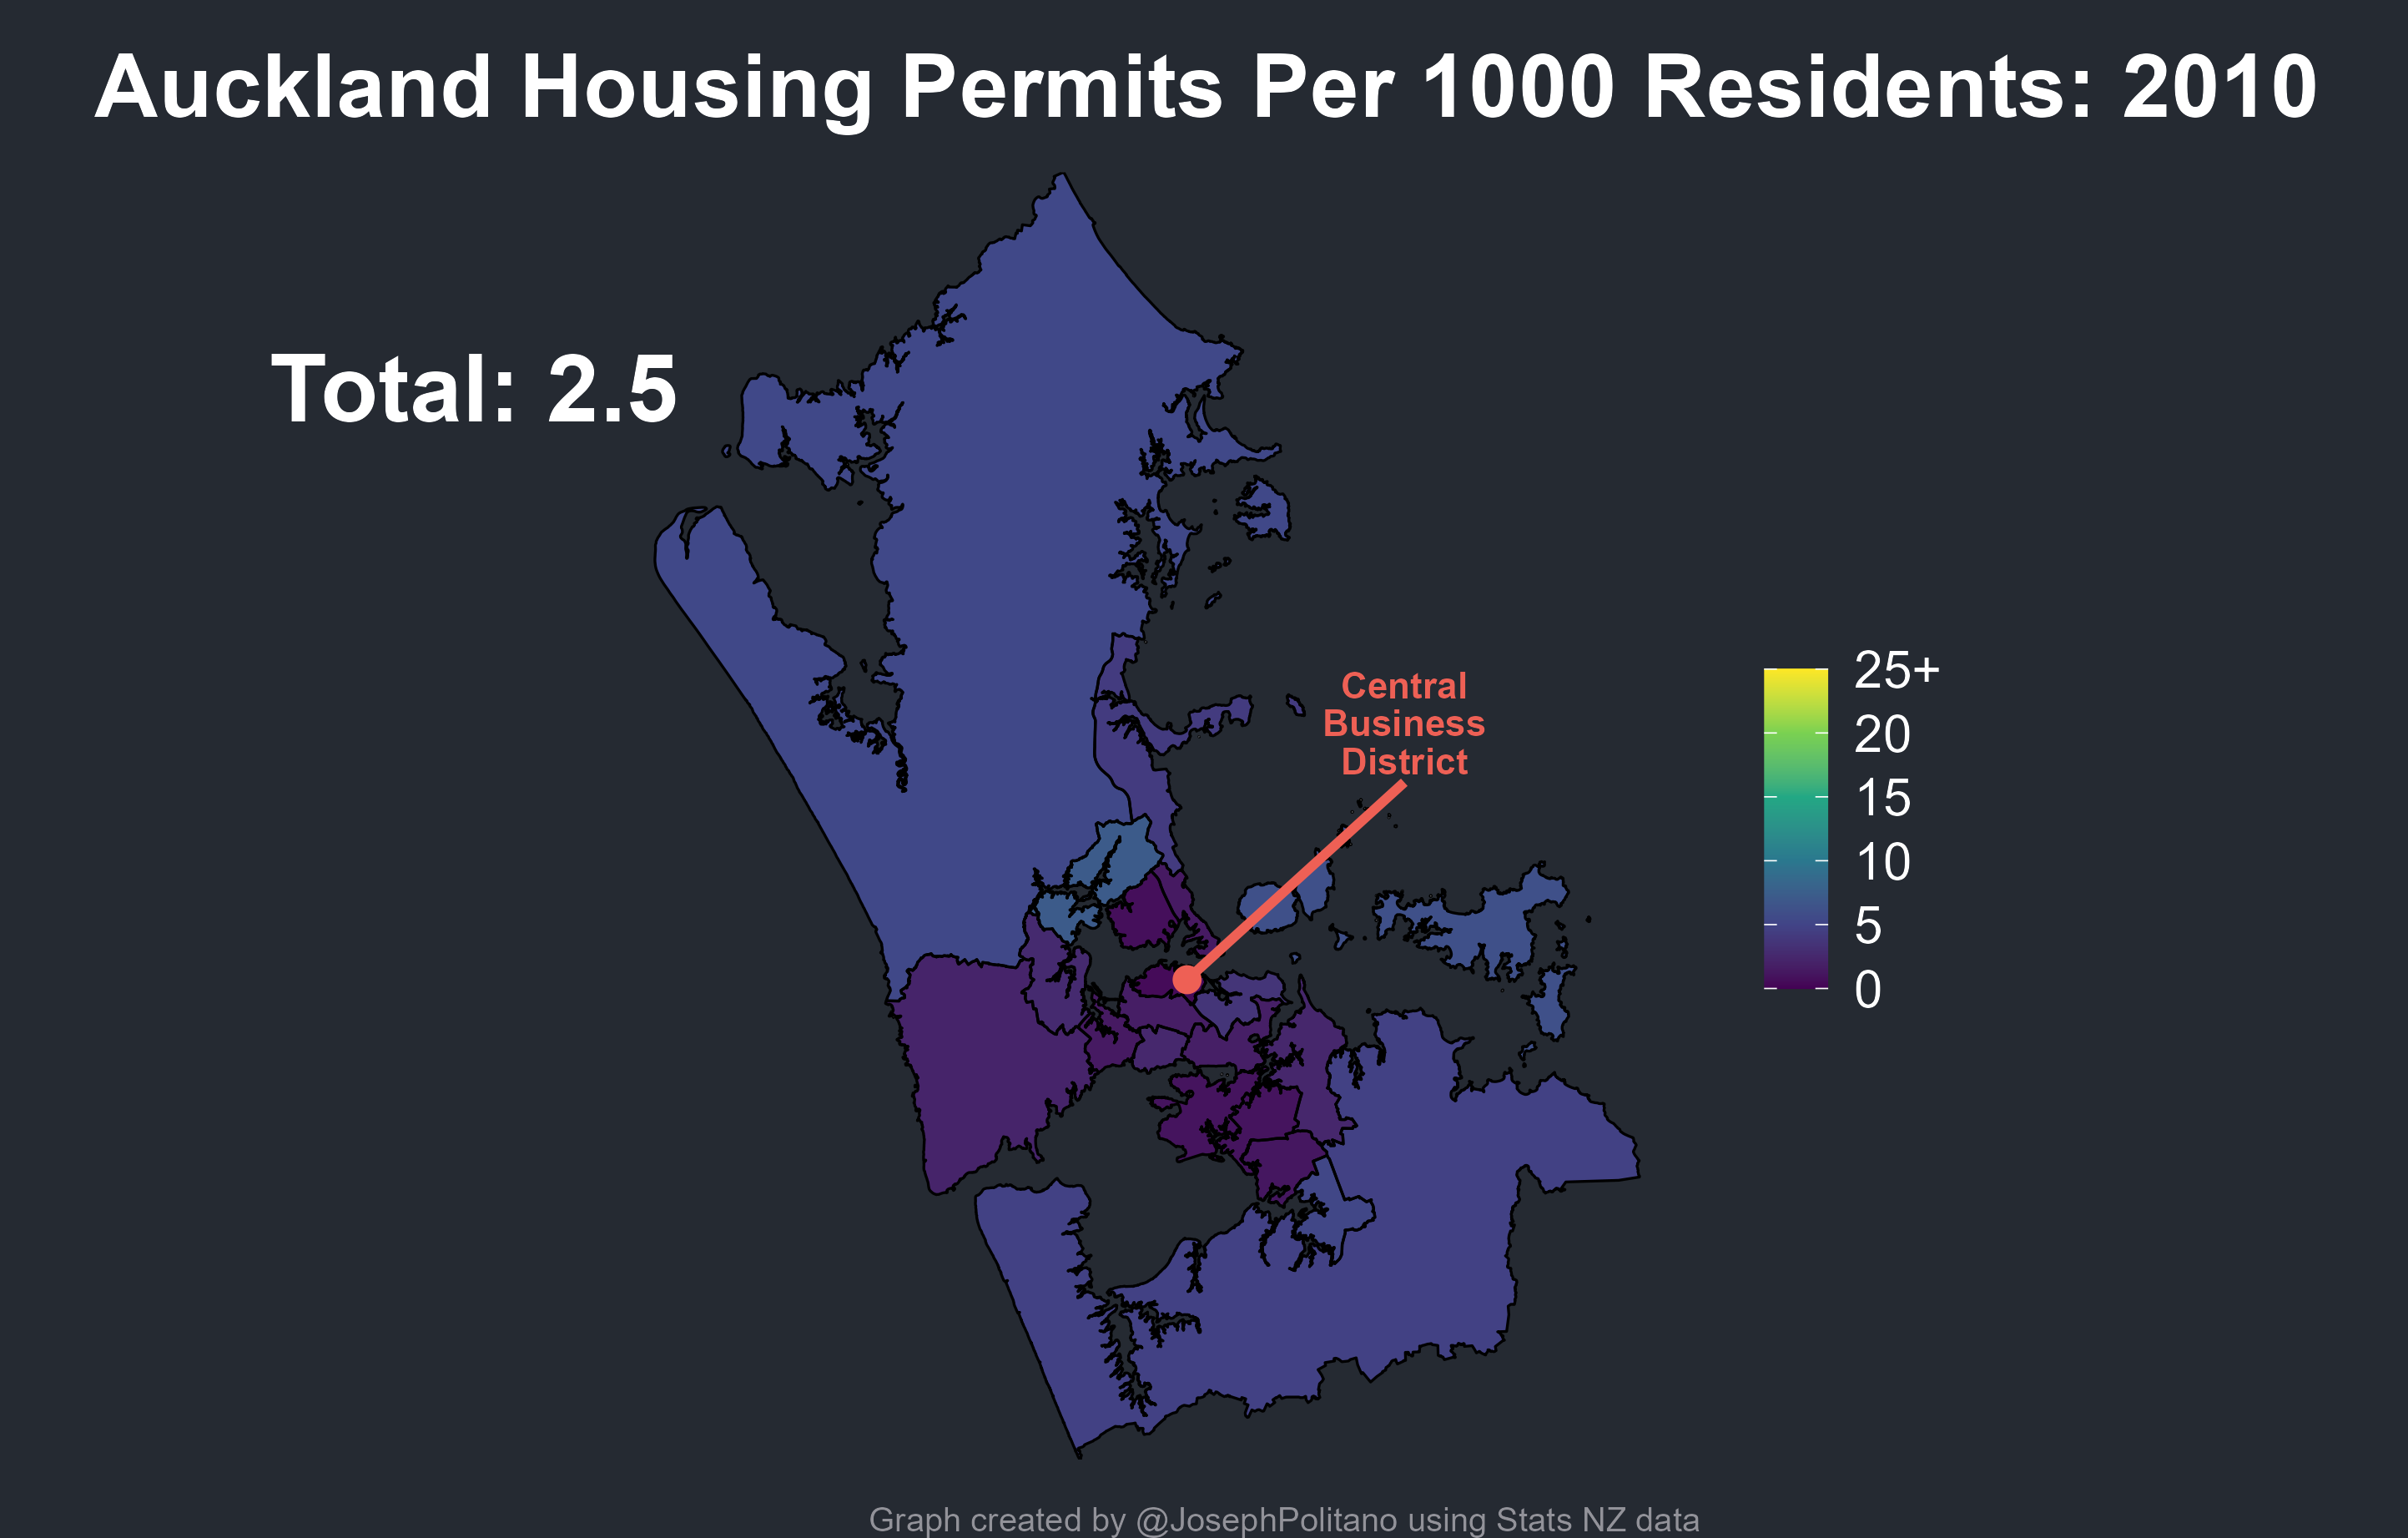 Auckland Housing Permits Per 1000 Residents: 2010
Total: 2.5
Central
Business
District
25+
20
15
10
5
0
Graph created by @JosephPolitano using Stats NZ data